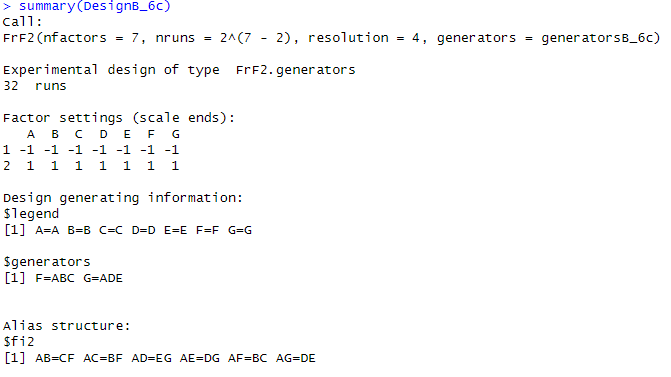 > summary(DesignB_6c)
Call:
FrF2(nfactors = 7, nruns = 2^(7 - 2), resolution = 4, generators = generatorsB_6c)
Experimental design of type  FrF2.generators
32  runs
Factor settings (scale ends):
   A  B  C  D  E  F  G
1 -1 -1 -1 -1 -1 -1 -1
2  1  1  1  1  1  1  1
Design generating information:
$legend
[1] A=A B=B C=C D=D E=E F=F G=G
$generators
[1] F=ABC G=ADE
Alias structure:
$fi2
[1] AB=CF AC=BF AD=EG AE=DG AF=BC AG=DE